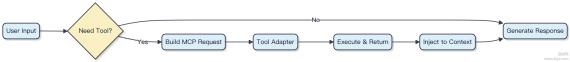 No
User Input
Need Tool?
Generate Response
Yes
Build MCP Request
Tool Adapter
Execute & Return
Inject to Context